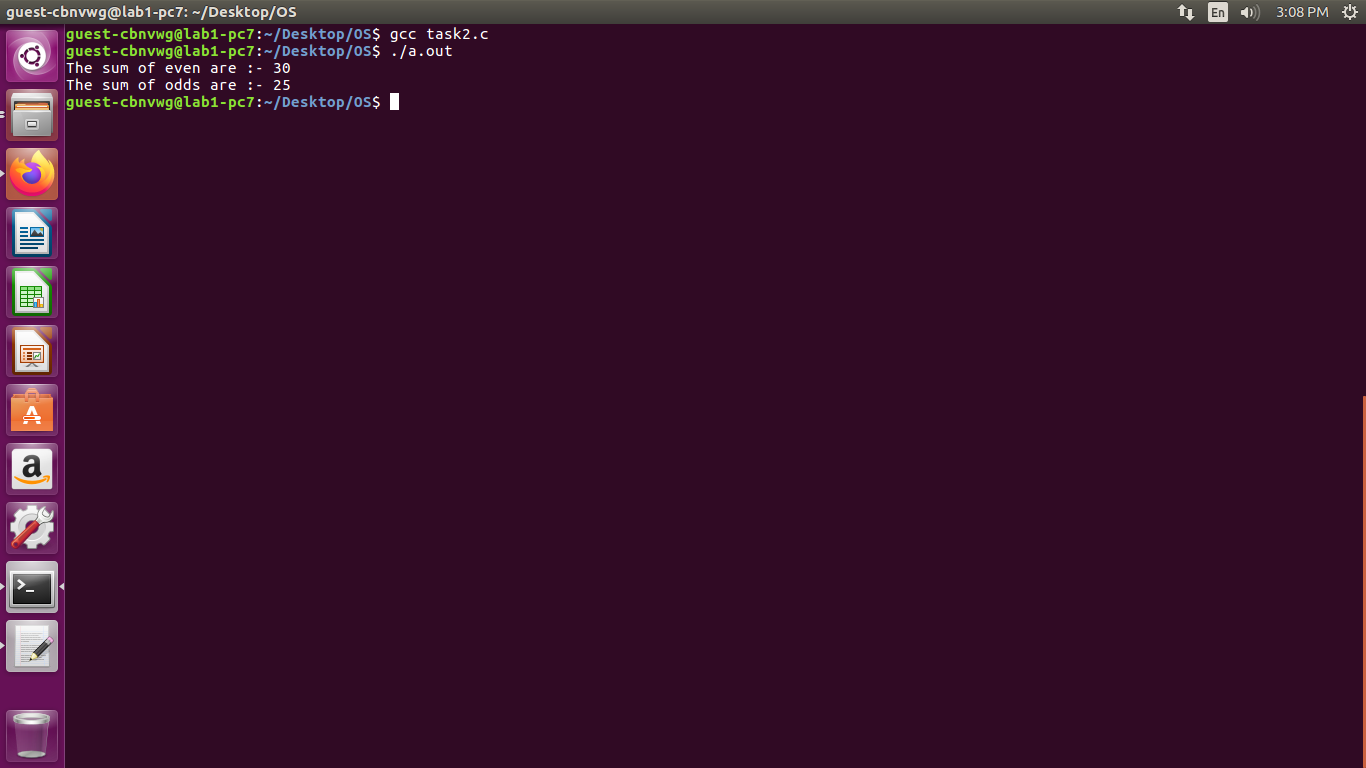 guest-cbnvwg@lab1-pc7: ~/Desktop/OS
En
3:08 PM
guest-cbnvwg@lab1-pc7:~/Desktop/OS$ gcc task2.c
guest-cbnvwg@lab1-pc7:~/Desktop/OS$ ./a.out
The sum of even are :- 30
The sum of odds are :- 25
guest-cbnvwg@lab1-pc7:~/Desktop/OS$